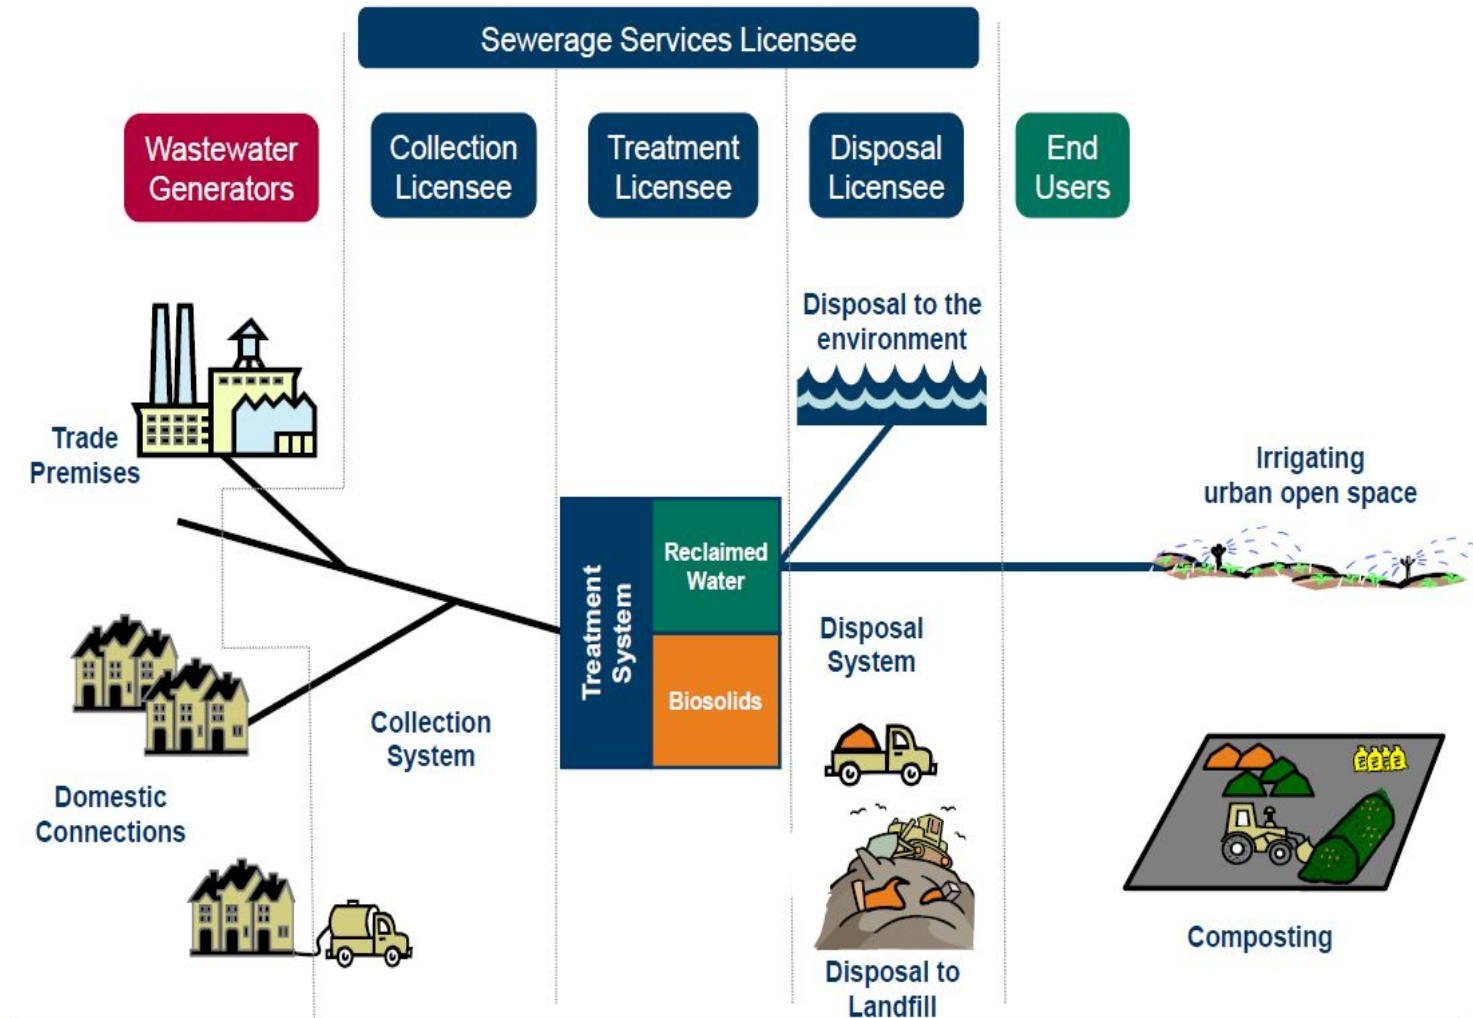 Sewerage Services Licensee
Wastewater
Generators
Collection
Licensee
Treatment
Licensee
Disposal
Licensee
End
Users
Disposal to the
environment
Trade
Premises
Irrigating
urban open space
Treatment
System
Reclaimed
Water
Biosolids
Disposal
System
Collection
System
Domestic
Connections
Composting
Disposal to
Landfill